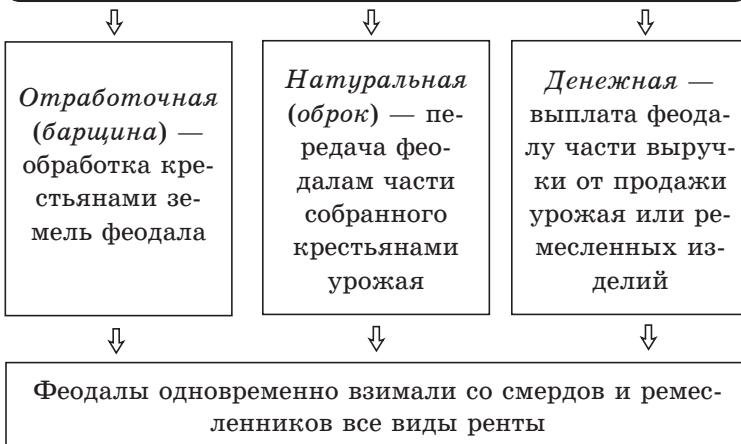 Отработочная
(барщина) —
обработка кре-
стьянами зе-
мель феодала
Натуральная
(оброк) — пе-
редача фео-
далам части
собранного
крестьянами
урожая
Денежная —
выплата феода-
лу части выруч-
ки от продажи
урожая или ре-
месленных из-
делий
Феодалы одновременно взимали со смердов и ремес-
ленников все виды ренты